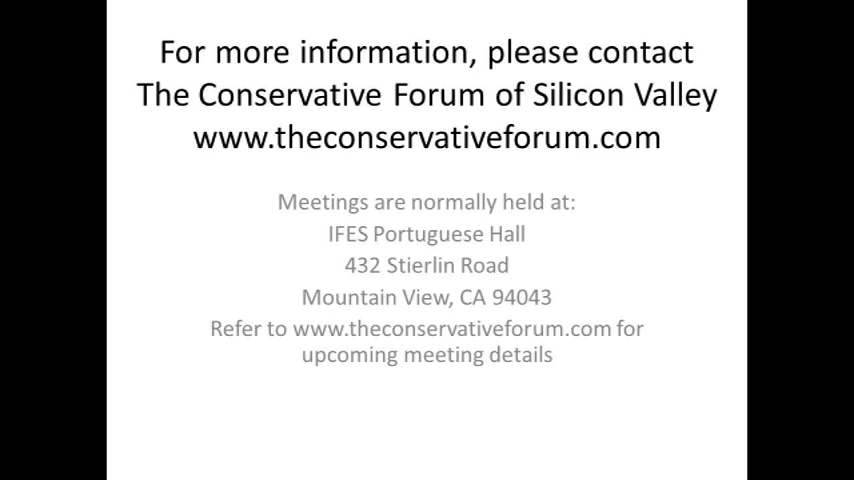 For more information, please contact
The Conservative Forum of Silicon Valley
www.theconservativeforum.com
Meetings are normally held at:
IFES Portuguese Hall
432 Stierlin Road
Mountain View, CA 94043
Refer to www.theconservativeforum.com for
upcoming meeting details